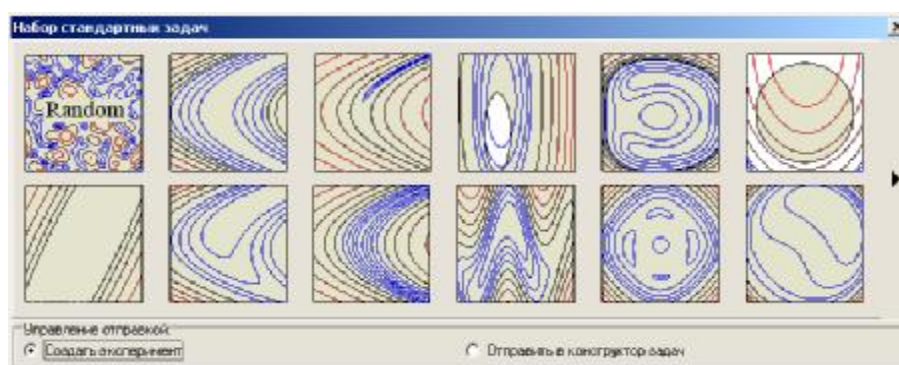 Набор стандартных задач
Random
Управление отправкой
Создать эксперимент
Отправить в конструктор задач